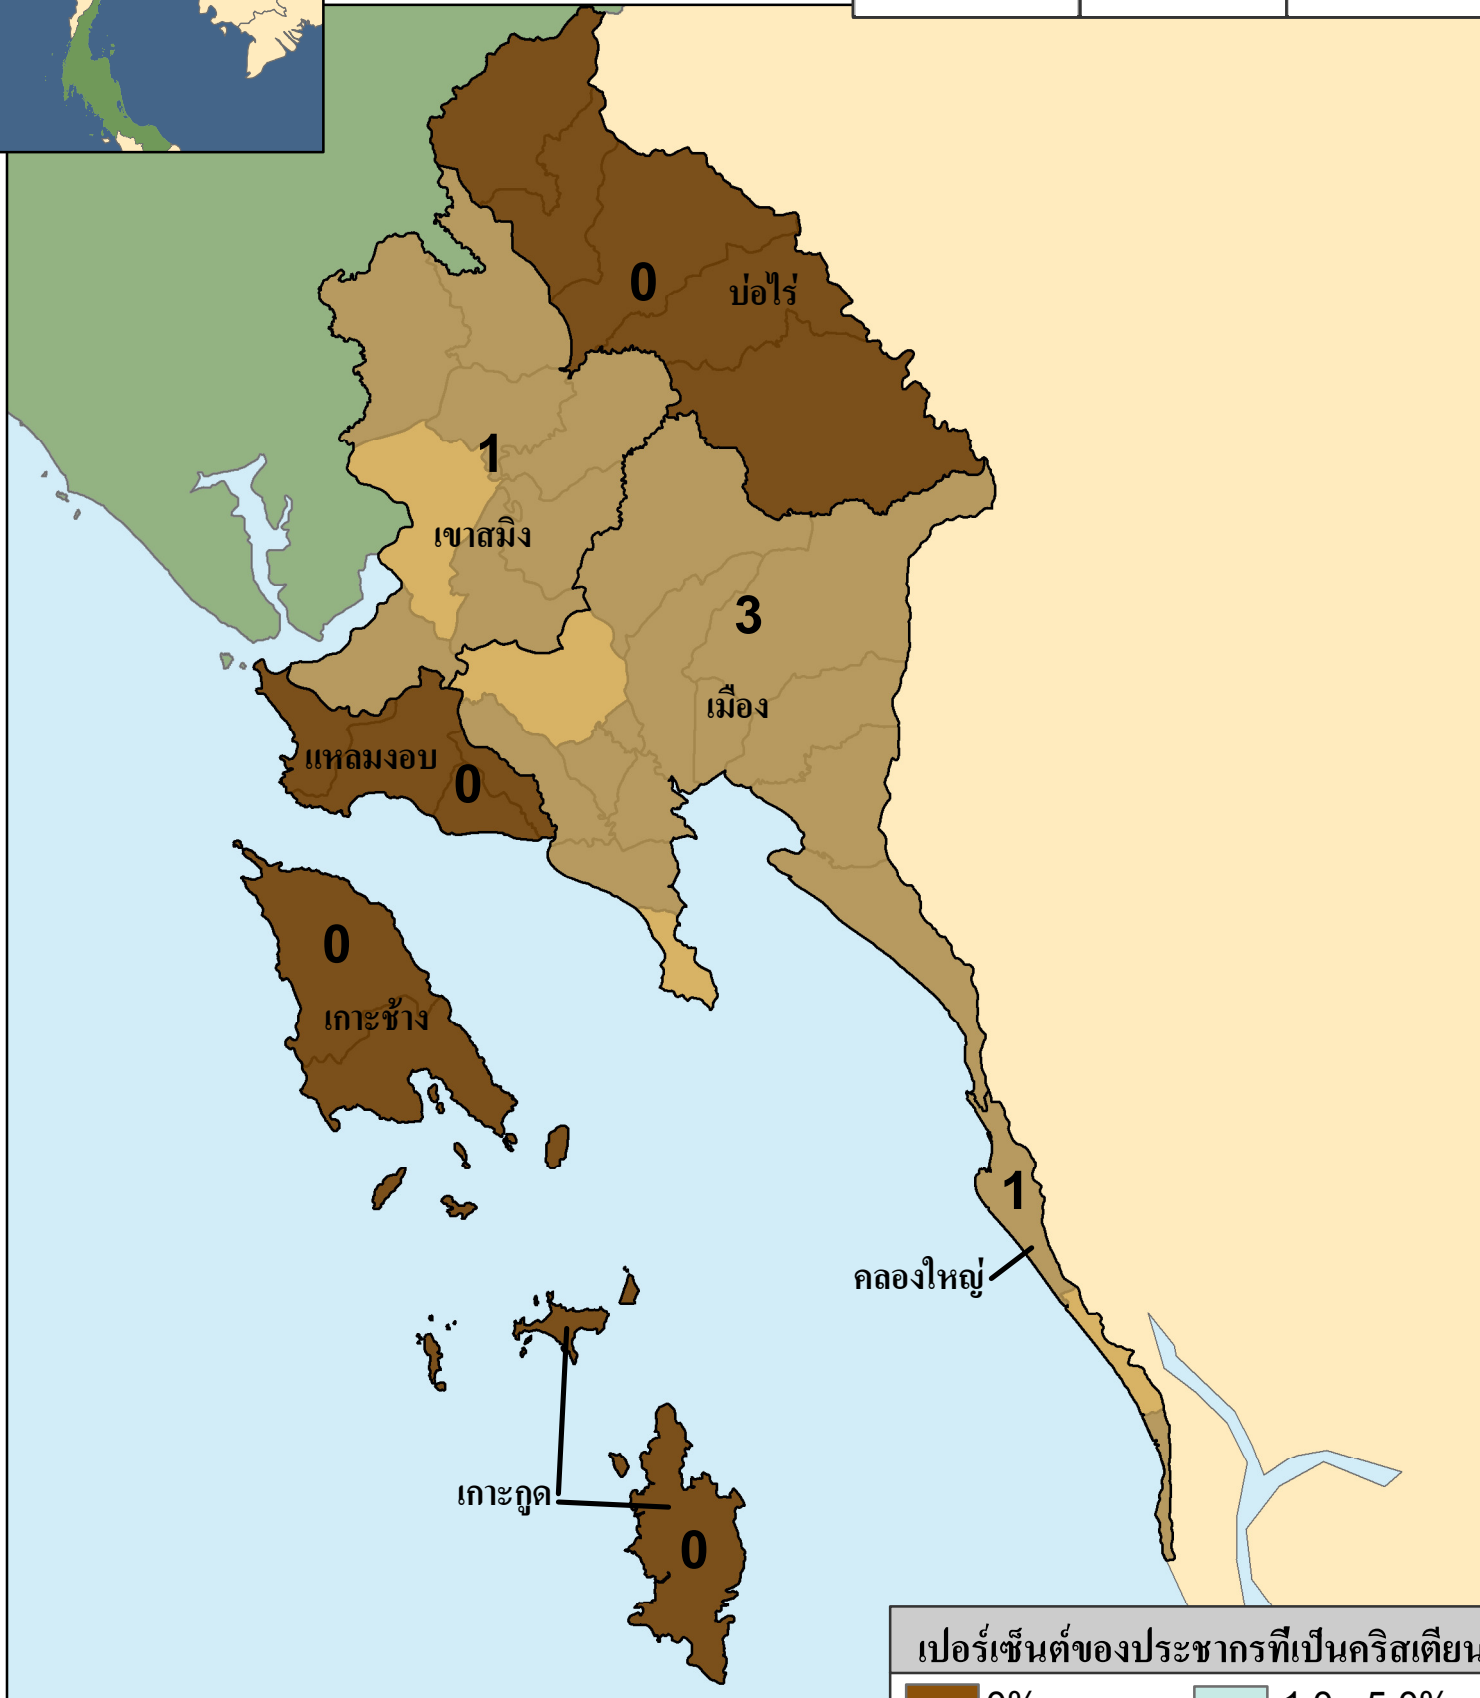 0
บ่อไร่
1
เขาสมิง
3
เมือง
แหลมงอบ
0
0
เกาะช้าง
1
คลองใหญ่
เกาะกูด
0
เปอร์เซ็นต์ของประชากรที่เป็นคริสเตียน